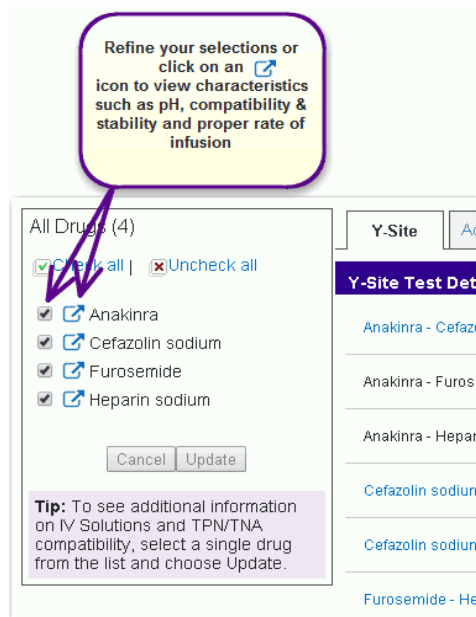 Refine your selections or
click on an
icon to view characteristics
such as pH, compatibility &
stability and proper rate of
infusion
All Drugs (4)
Check all | Uncheck all
Anakinra
Cefazolin sodium
Furosemide
Heparin sodium
Cancel Update
Tip: To see additional information
on IV Solutions and TPN/TNA
compatibility, select a single drug
from the list and choose Update.
Y-Site
Y-Site Test Det
Anakinra - Cefazo
Anakinra - Furos
Anakinra - Hepar
Cefazolin sodium
Cefazolin sodium
Furosemide - He